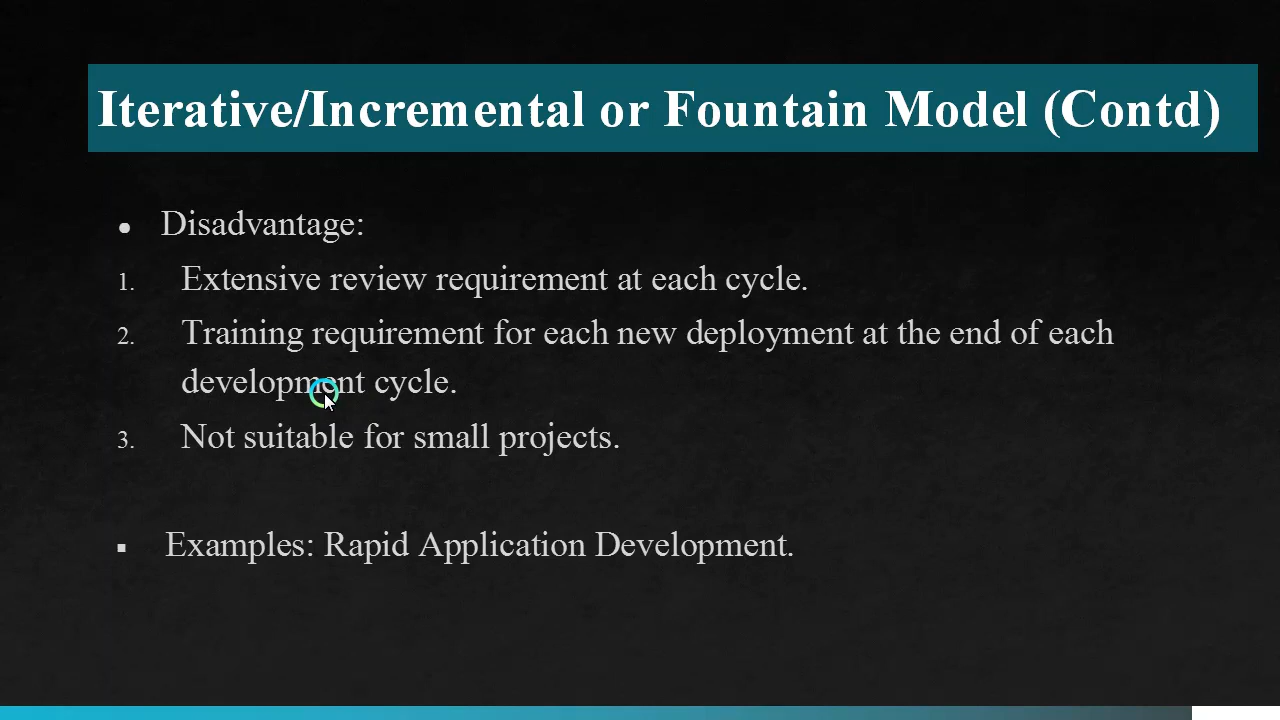 Iterative/Incremental or Fountain Model (Contd)
● Disadvantage:
1. Extensive review requirement at each cycle.
2. Training requirement for each new deployment at the end of each
development cycle.
3. Not suitable for small projects.
▪ Examples: Rapid Application Development.